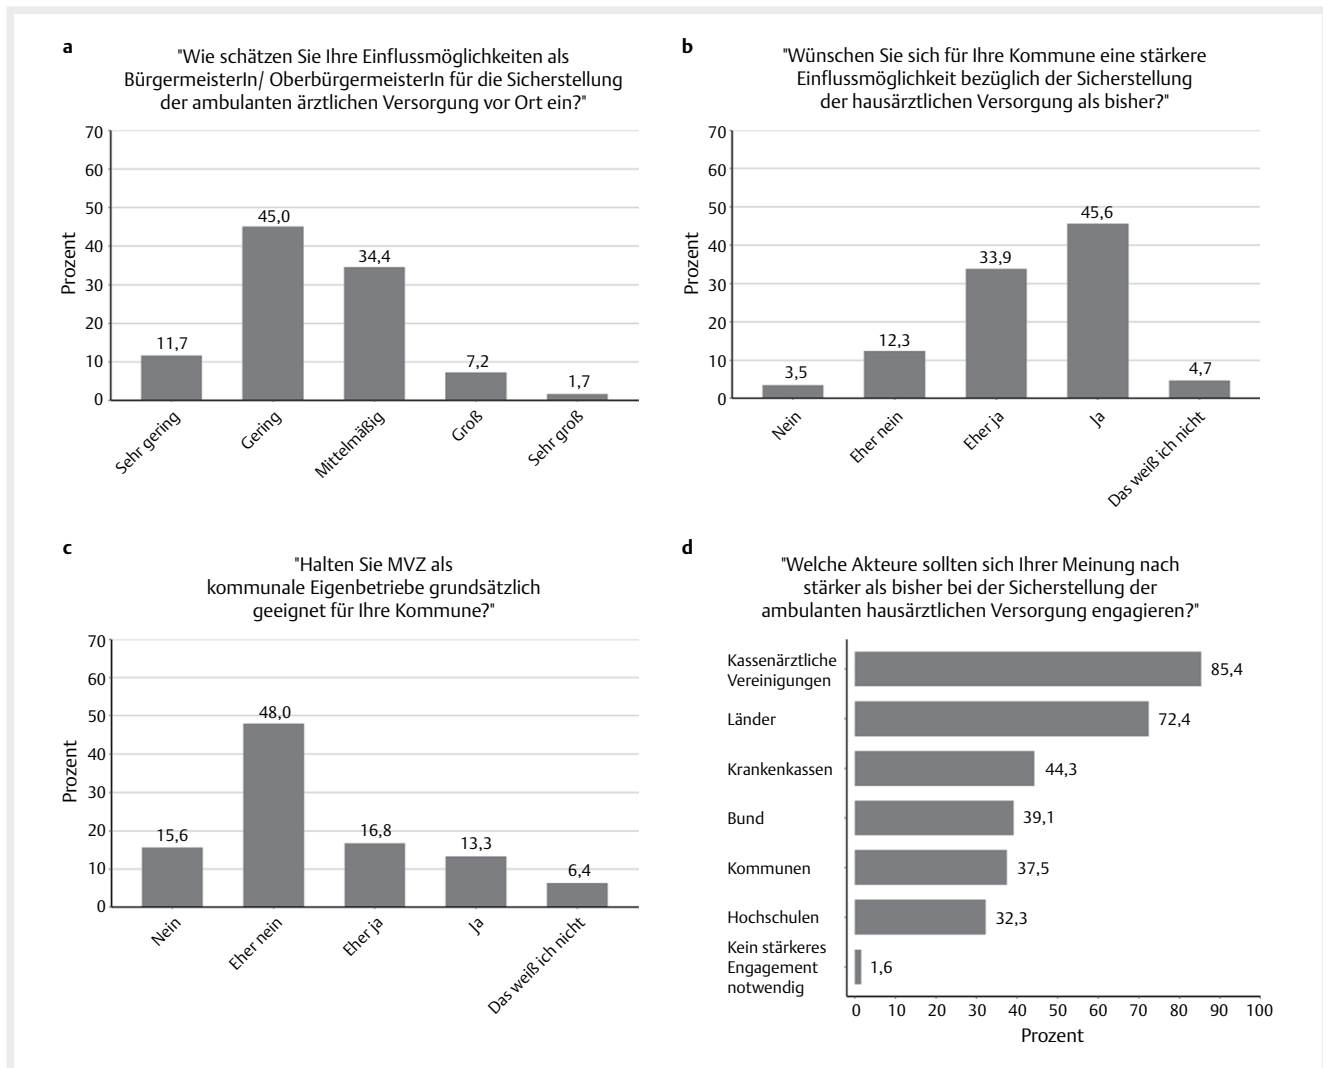 a
"Wie schätzen Sie Ihre Einflussmöglichkeiten als
BürgermeisterIn/ OberbürgermeisterIn für die Sicherstellung
der ambulanten ärztlichen Versorgung vor Ort ein?"
Prozent
70
60
50
40
30
20
10
0
11,7
45,0
34,4
7,2
1,7
Sehr gering
Gering
Mittelmäßig
Groß
Sehr groß
b
"Wünschen Sie sich für Ihre Kommune eine stärkere
Einflussmöglichkeit bezüglich der Sicherstellung
der hausärztlichen Versorgung als bisher?"
Prozent
70
60
50
40
30
20
10
0
3,5
12,3
33,9
45,6
4,7
Nein
Eher nein
Eher ja
Ja
Das weiß ich nicht
c
"Halten Sie MVZ als
kommunale Eigenbetriebe grundsätzlich
geeignet für Ihre Kommune?"
Prozent
70
60
50
40
30
20
10
0
15,6
48,0
16,8
13,3
6,4
Nein
Eher nein
Eher ja
Ja
Das weiß ich nicht
d
"Welche Akteure sollten sich Ihrer Meinung nach
stärker als bisher bei der Sicherstellung der
ambulanten hausärztlichen Versorgung engagieren?"
Kassenärztliche
Vereinigungen
85,4
Länder
72,4
Krankenkassen
44,3
Bund
39,1
Kommunen
37,5
Hochschulen
32,3
Kein stärkeres
Engagement
notwendig
1,6
0 10 20 30 40 50 60 70 80 90 100
Prozent